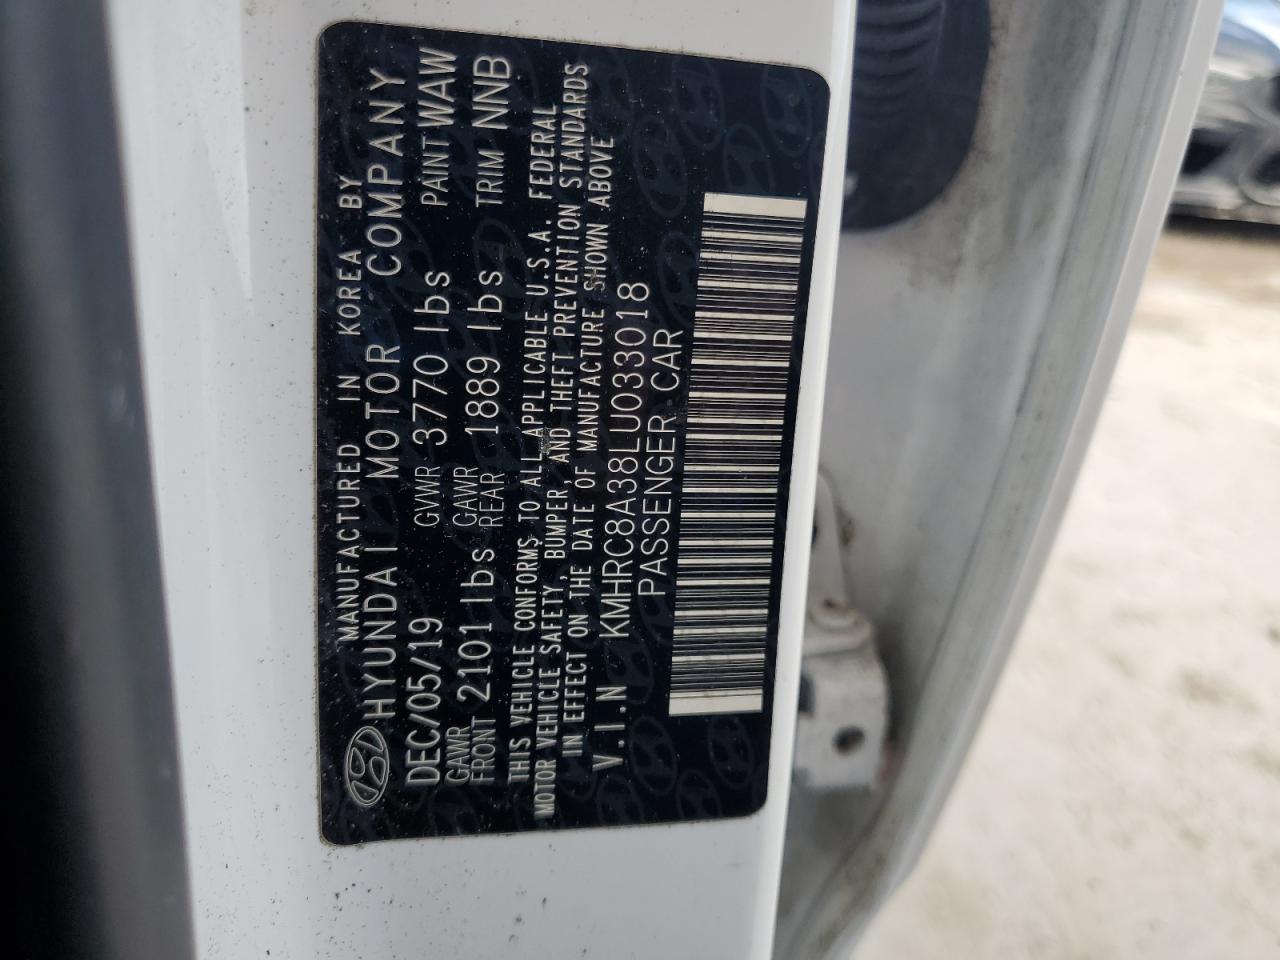 MANUFACTURED IN KOREA BY
HYUNDAI MOTOR COMPANY
DEC/05/19 GVWR 3770 lbs PAINT WAW
GAWR FRONT 2101 lbs GAWR REAR 1889 lbs TRIM NNB
THIS VEHICLE CONFORMS TO ALL APPLICABLE U.S.A. FEDERAL
MOTOR VEHICLE SAFETY, BUMPER, AND THEFT PREVENTION STANDARDS
IN EFFECT ON THE DATE OF MANUFACTURE SHOWN ABOVE
V.I.N KMHRC8A38LU033018
PASSENGER CAR